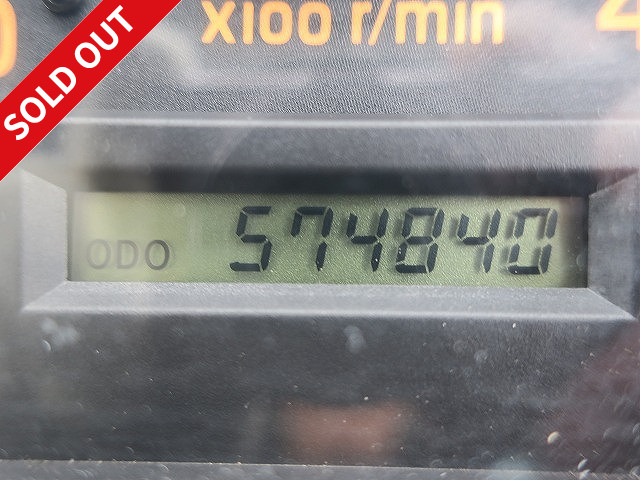 SOLD OUT
x100 r/min
ODO 574840